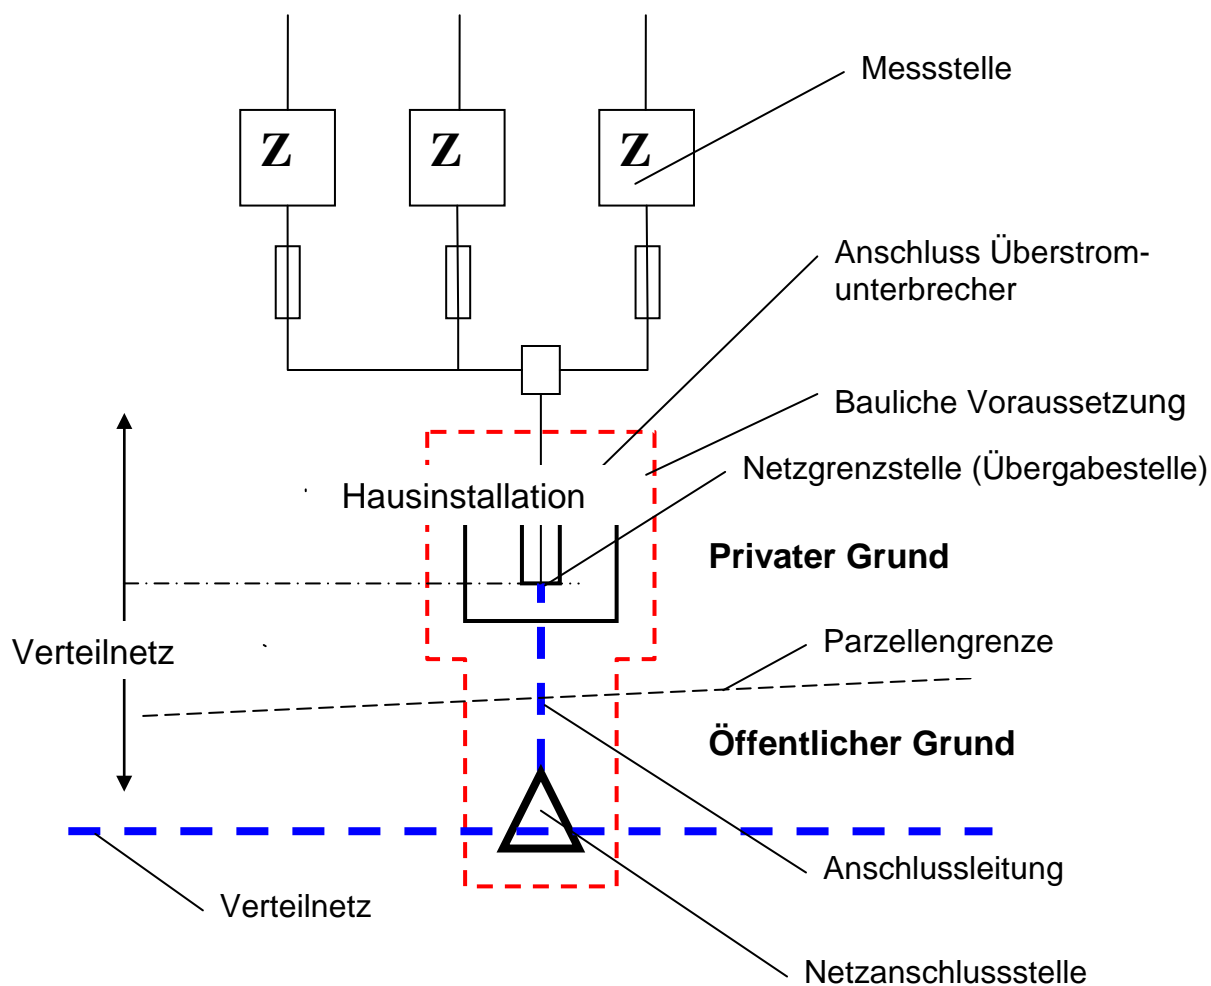 Messstelle
Z Z Z
Anschluss Überstrom-
unterbrecher
Bauliche Voraussetzung
Netzgrenzstelle (Übergabestelle)
Hausinstallation
Privater Grund
Verteilnetz
Parzellengrenze
Öffentlicher Grund
Anschlussleitung
Verteilnetz
Netzanschlussstelle